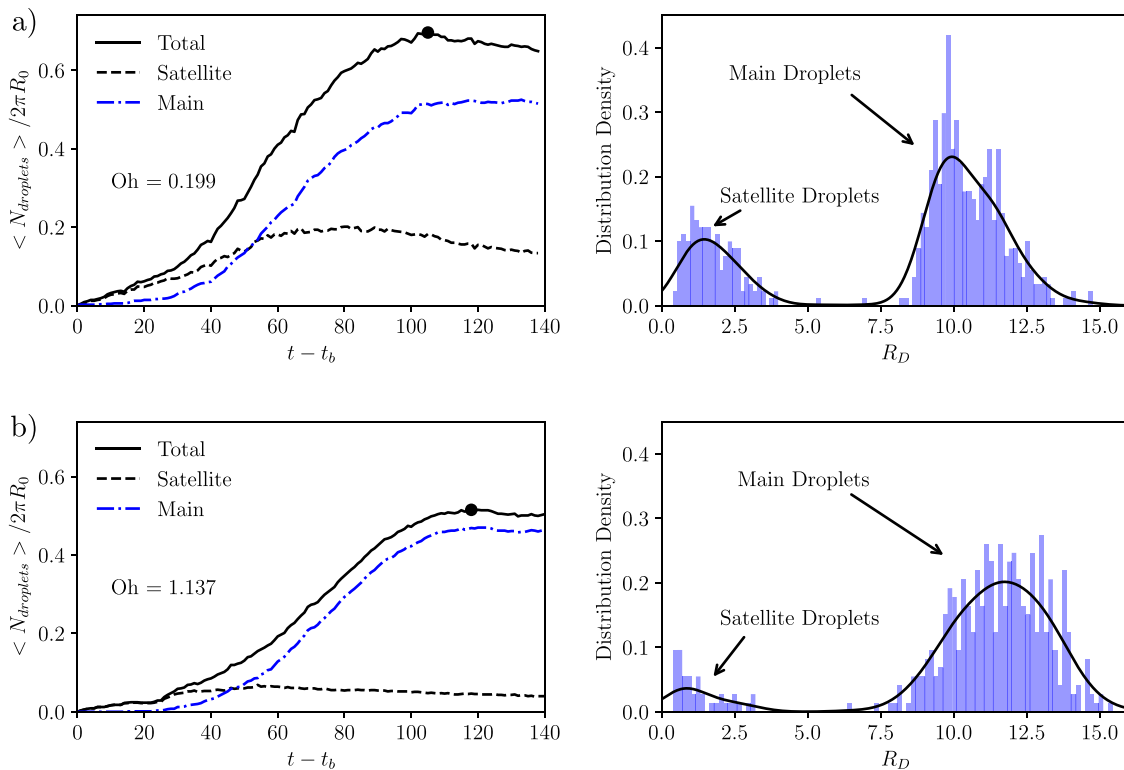 a)
Total
Satellite
Main
Oh = 0.199
< N_{droplets} > /2πR_0
0.0
0.2
0.4
0.6
0 20 40 60 80 100 120 140
t − t_b
Main Droplets
Satellite Droplets
Distribution Density
0.0
0.1
0.2
0.3
0.4
0.0 2.5 5.0 7.5 10.0 12.5 15.0
R_D
b)
Total
Satellite
Main
Oh = 1.137
< N_{droplets} > /2πR_0
0.0
0.2
0.4
0.6
0 20 40 60 80 100 120 140
t − t_b
Main Droplets
Satellite Droplets
Distribution Density
0.0
0.1
0.2
0.3
0.4
0.0 2.5 5.0 7.5 10.0 12.5 15.0
R_D